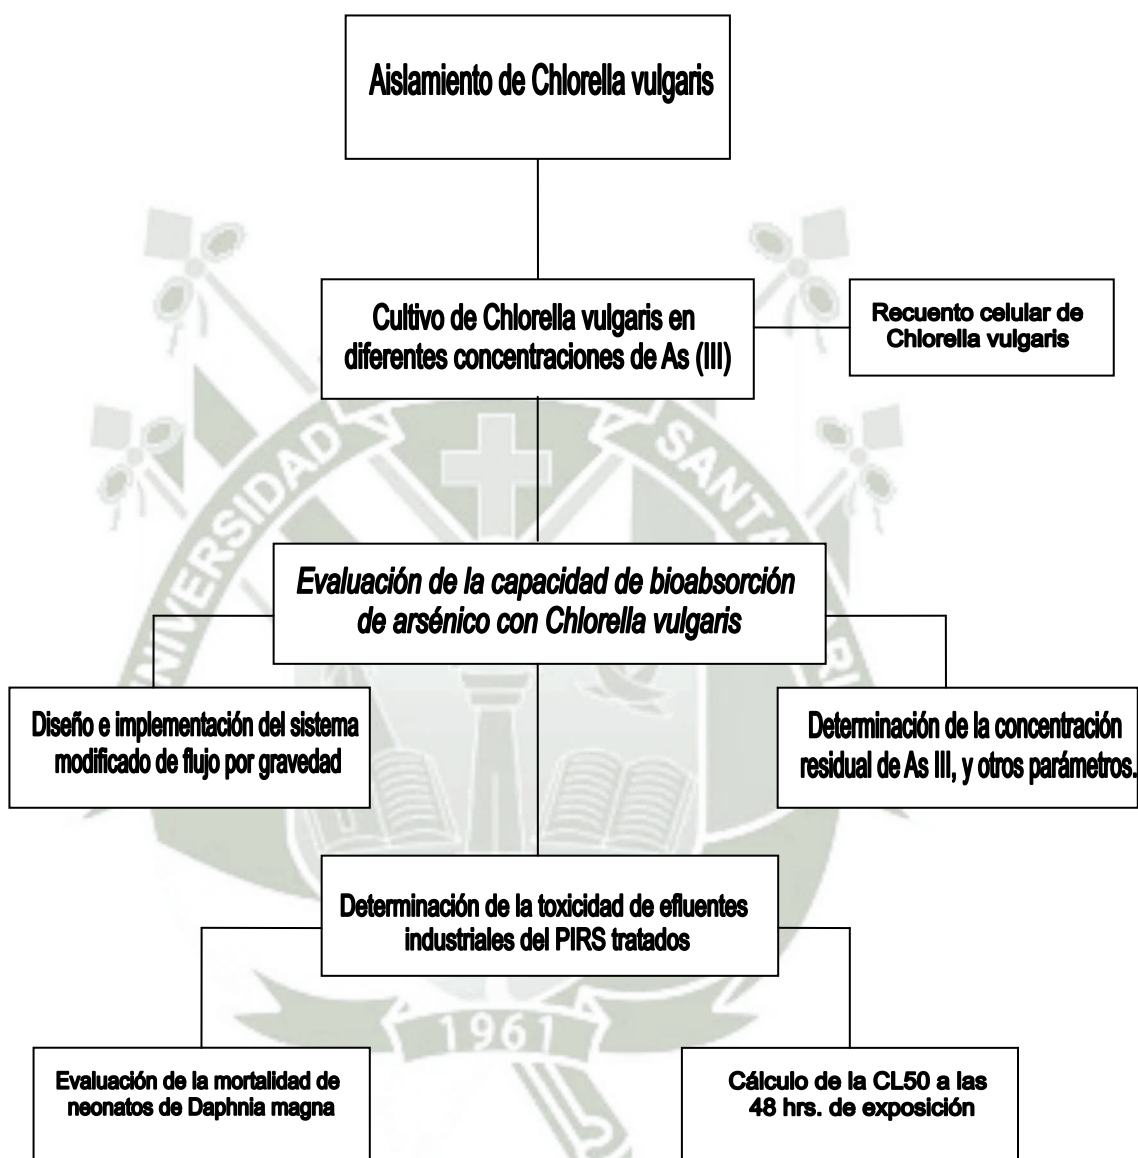 Aislamiento de Chlorella vulgaris
Cultivo de Chlorella vulgaris en
diferentes concentraciones de As (III)
Recuento celular de
Chlorella vulgaris
UNIVERSIDAD
SANTA
Evaluación de la capacidad de bioabsorción
de arsénico con Chlorella vulgaris
Diseño e implementación del sistema
modificado de flujo por gravedad
Determinación de la concentración
residual de As III, y otros parámetros.
Determinación de la toxicidad de efluentes
industriales del PIRS tratados
1961
Evaluación de la mortalidad de
neonatos de Daphnia magna
Cálculo de la CL50 a las
48 hrs. de exposición